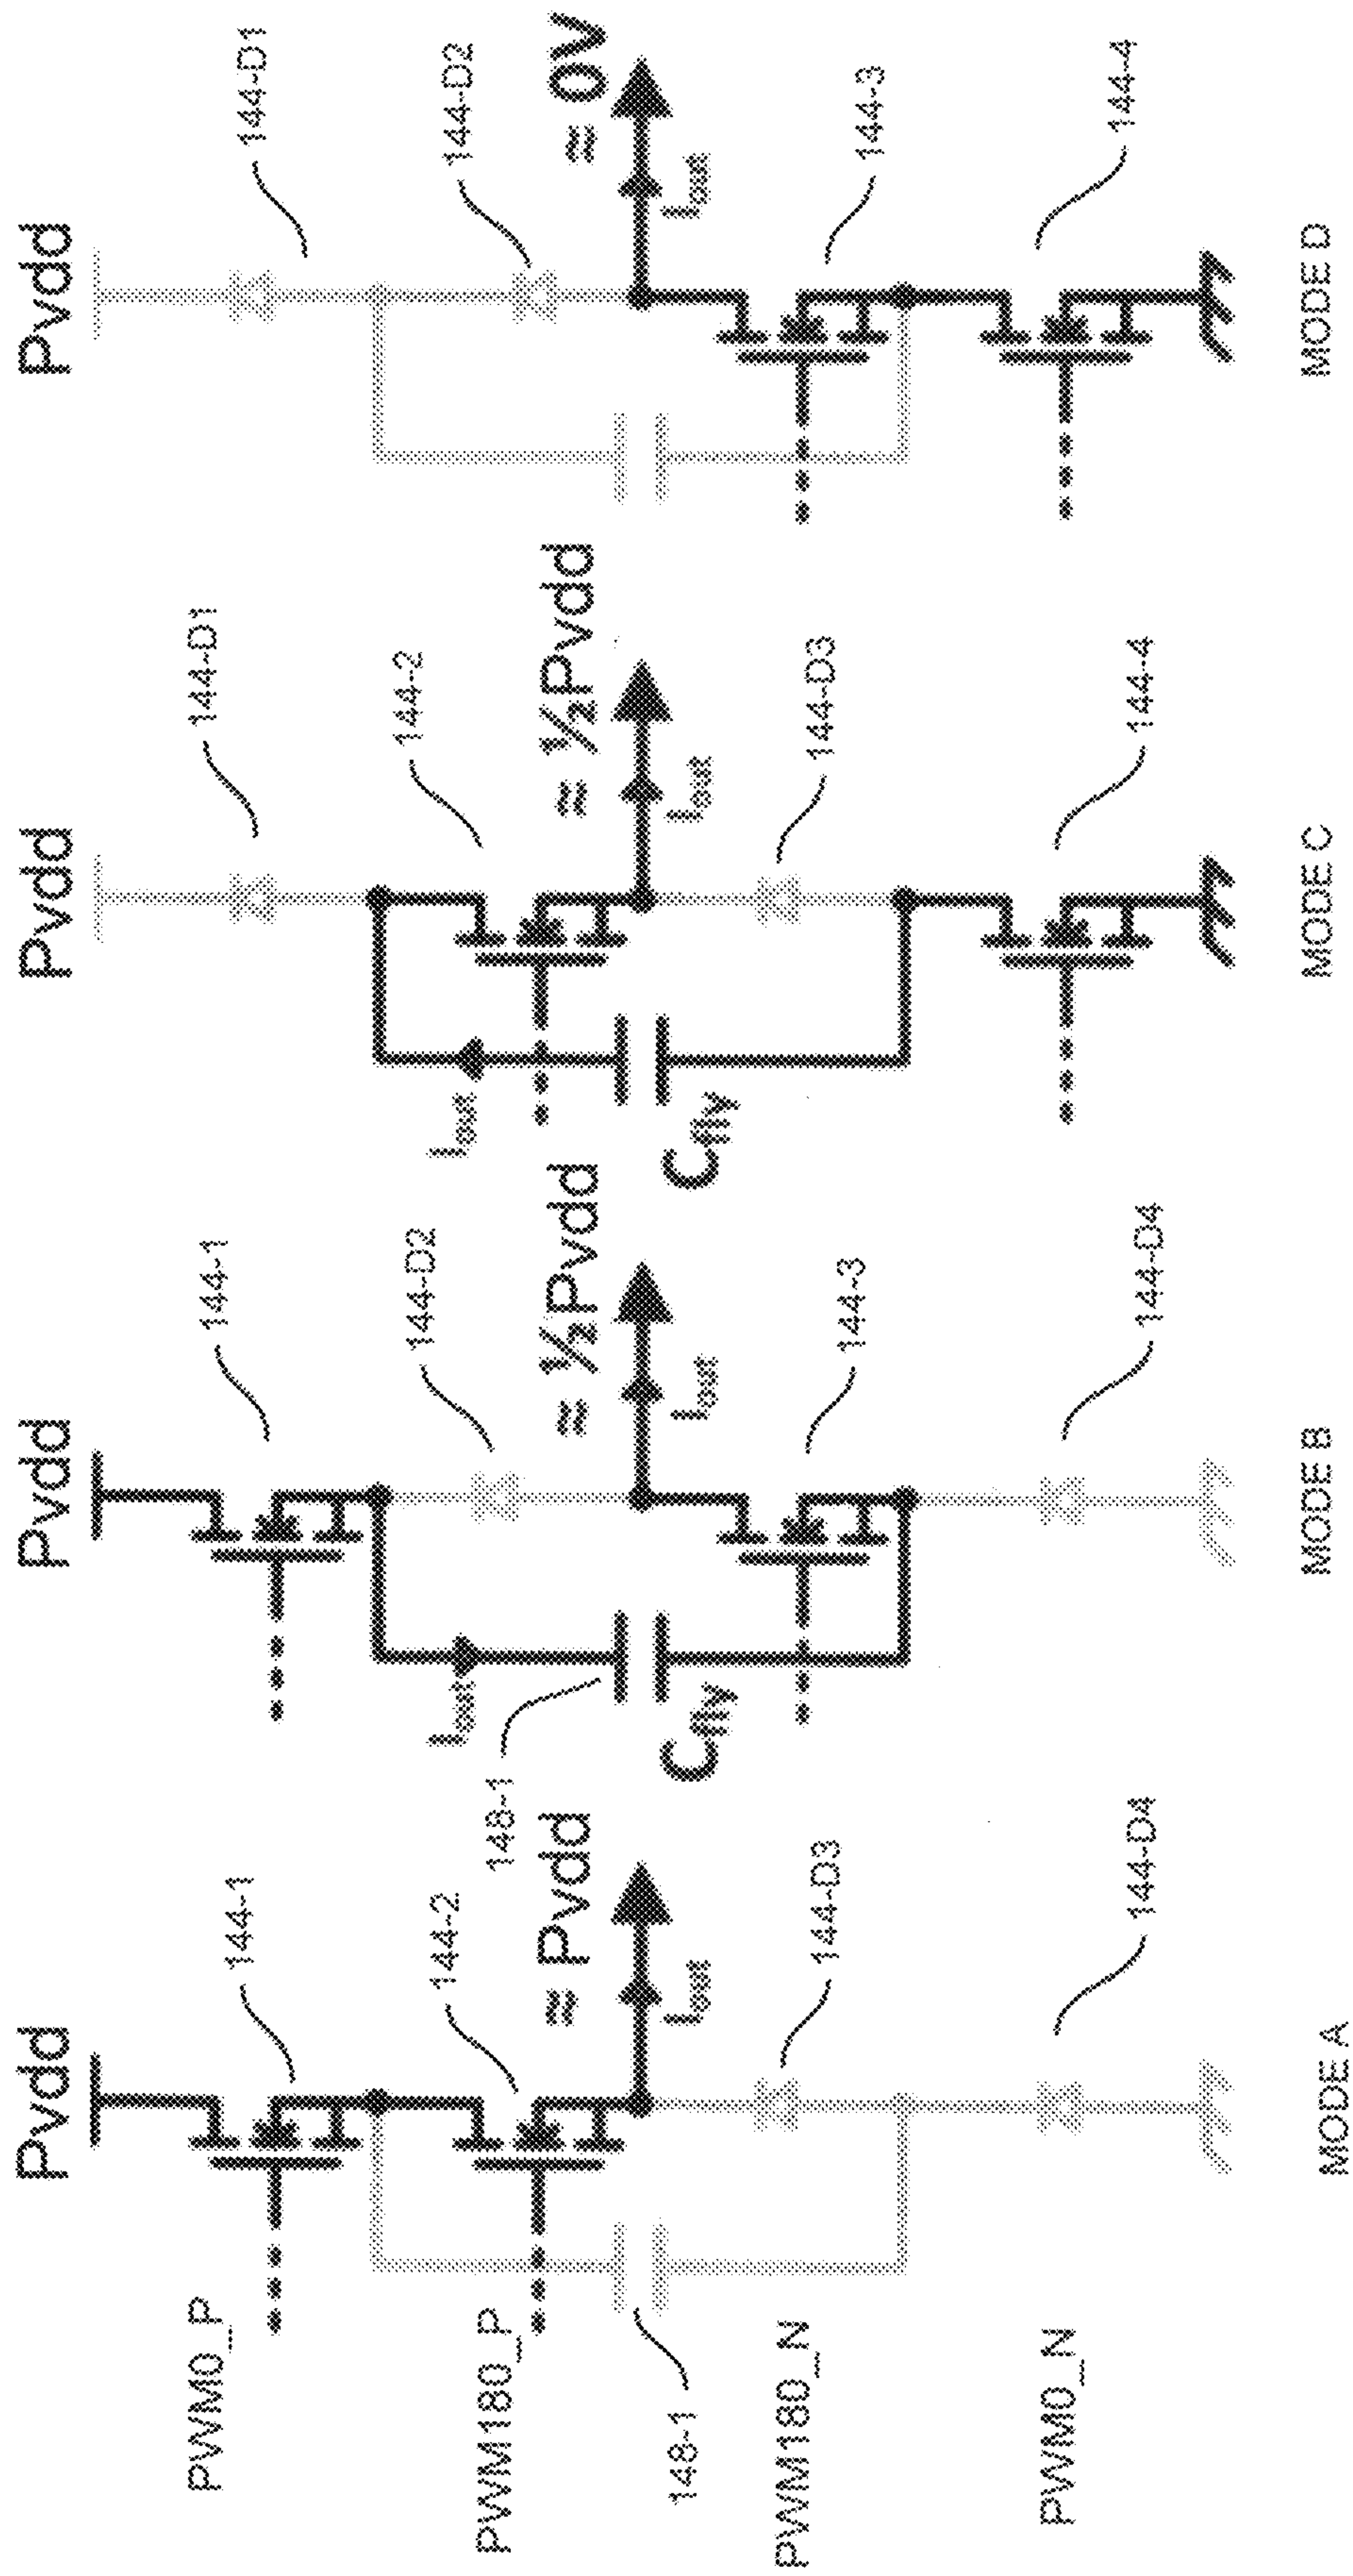 Pvdd
144-1
PWM0_P
144-2
≈ Pvdd
PWM180_P
Iout
148-1
144-D3
PWM180_N
144-D4
PWM0_N
MODE A
Pvdd
144-1
144-D2
Iout
≈ ½Pvdd
148-1
Iout
Cfly
144-3
144-D4
MODE B
Pvdd
144-D1
144-2
Iout
≈ ½Pvdd
Iout
Cfly
144-D3
144-4
MODE C
Pvdd
144-D1
144-D2
≈ 0V
Iout
144-3
144-4
MODE D